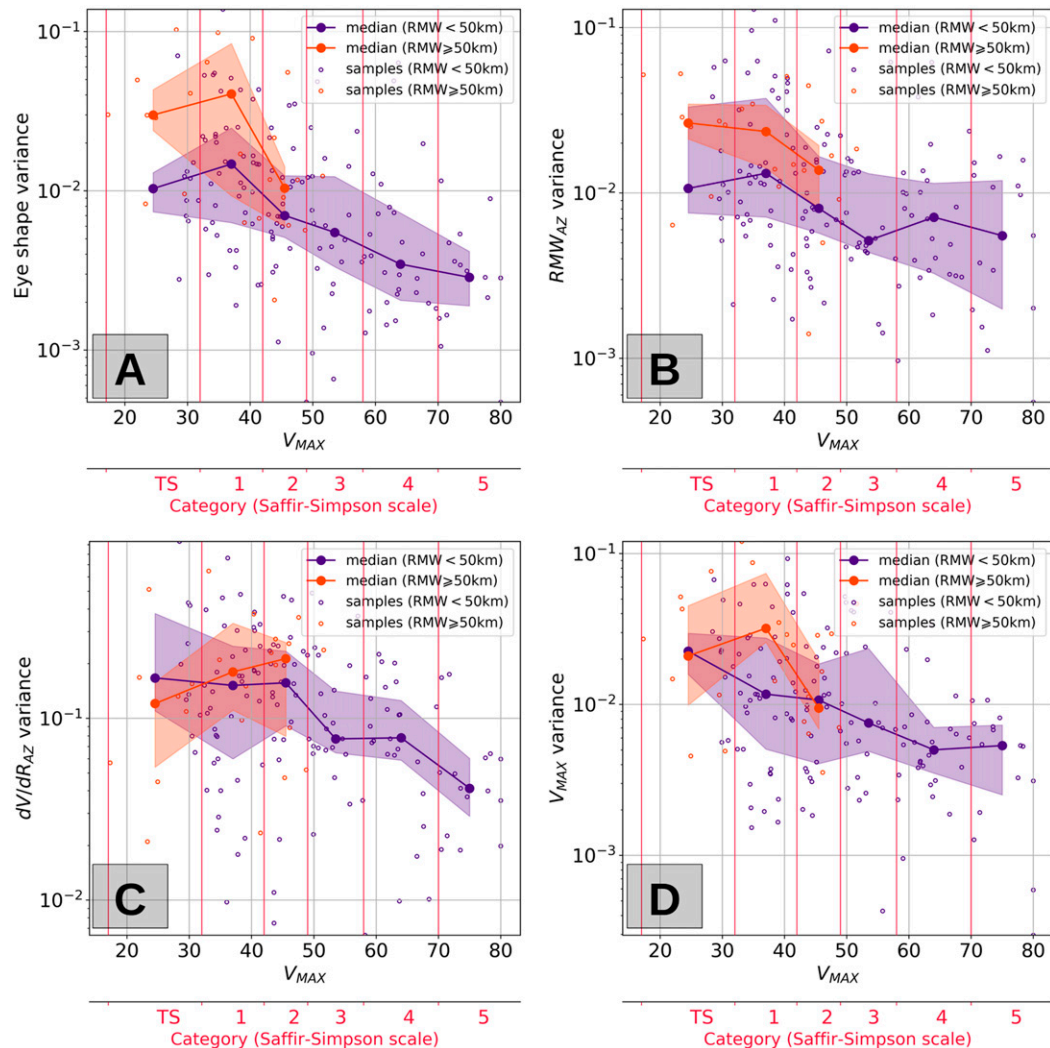 10⁻¹
10⁻²
10⁻³
Eye shape variance
median (RMW < 50km)
median (RMW⩾50km)
samples (RMW < 50km)
samples (RMW⩾50km)
A
20 30 40 50 60 70 80
V_MAX
TS 1 2 3 4 5
Category (Saffir-Simpson scale)
10⁻¹
10⁻²
10⁻³
RMW_AZ variance
median (RMW < 50km)
median (RMW⩾50km)
samples (RMW < 50km)
samples (RMW⩾50km)
B
20 30 40 50 60 70 80
V_MAX
TS 1 2 3 4 5
Category (Saffir-Simpson scale)
10⁻¹
10⁻²
dV/dR_AZ variance
median (RMW < 50km)
median (RMW⩾50km)
samples (RMW < 50km)
samples (RMW⩾50km)
C
20 30 40 50 60 70 80
V_MAX
TS 1 2 3 4 5
Category (Saffir-Simpson scale)
10⁻¹
10⁻²
10⁻³
V_MAX variance
median (RMW < 50km)
median (RMW⩾50km)
samples (RMW < 50km)
samples (RMW⩾50km)
D
20 30 40 50 60 70 80
V_MAX
TS 1 2 3 4 5
Category (Saffir-Simpson scale)